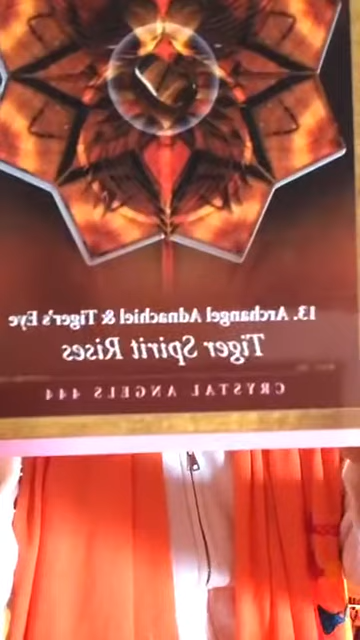 13. Archangel Adnachiel & Tiger's Eye
Tiger Spirit Rises
CRYSTAL ANGELS 444